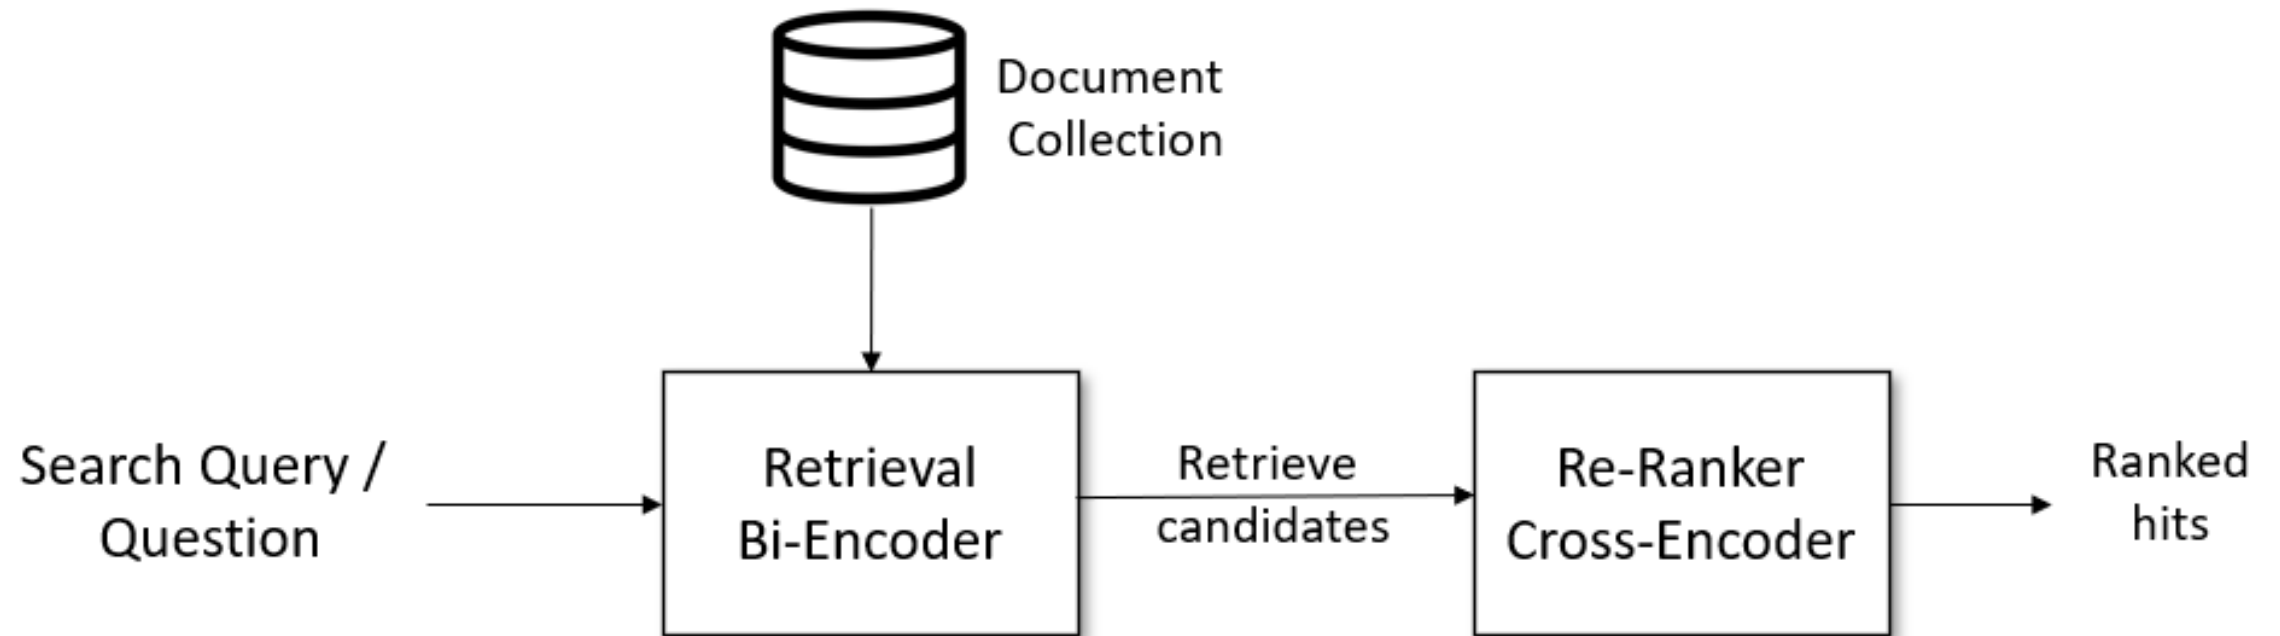 Document
Collection
Search Query /
Question
Retrieval
Bi-Encoder
Retrieve
candidates
Re-Ranker
Cross-Encoder
Ranked
hits